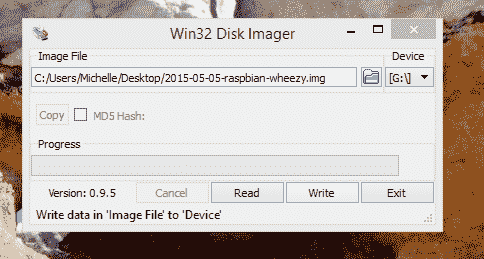 Win32 Disk Imager
Image File
Device
C:/Users/Michelle/Desktop/2015-05-05-raspbian-wheezy.img
[G:\]
Copy
MD5 Hash:
Progress
Version: 0.9.5
Cancel
Read
Write
Exit
Write data in 'Image File' to 'Device'